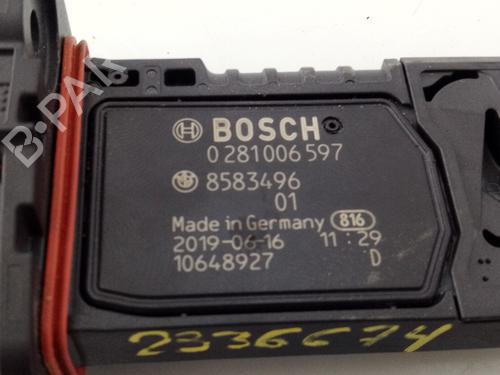 BOSCH
0 281 006 597
8583496
01
Made in Germany 816
2019-06-16 11:29
10648927 D
2336674
B-PARTS